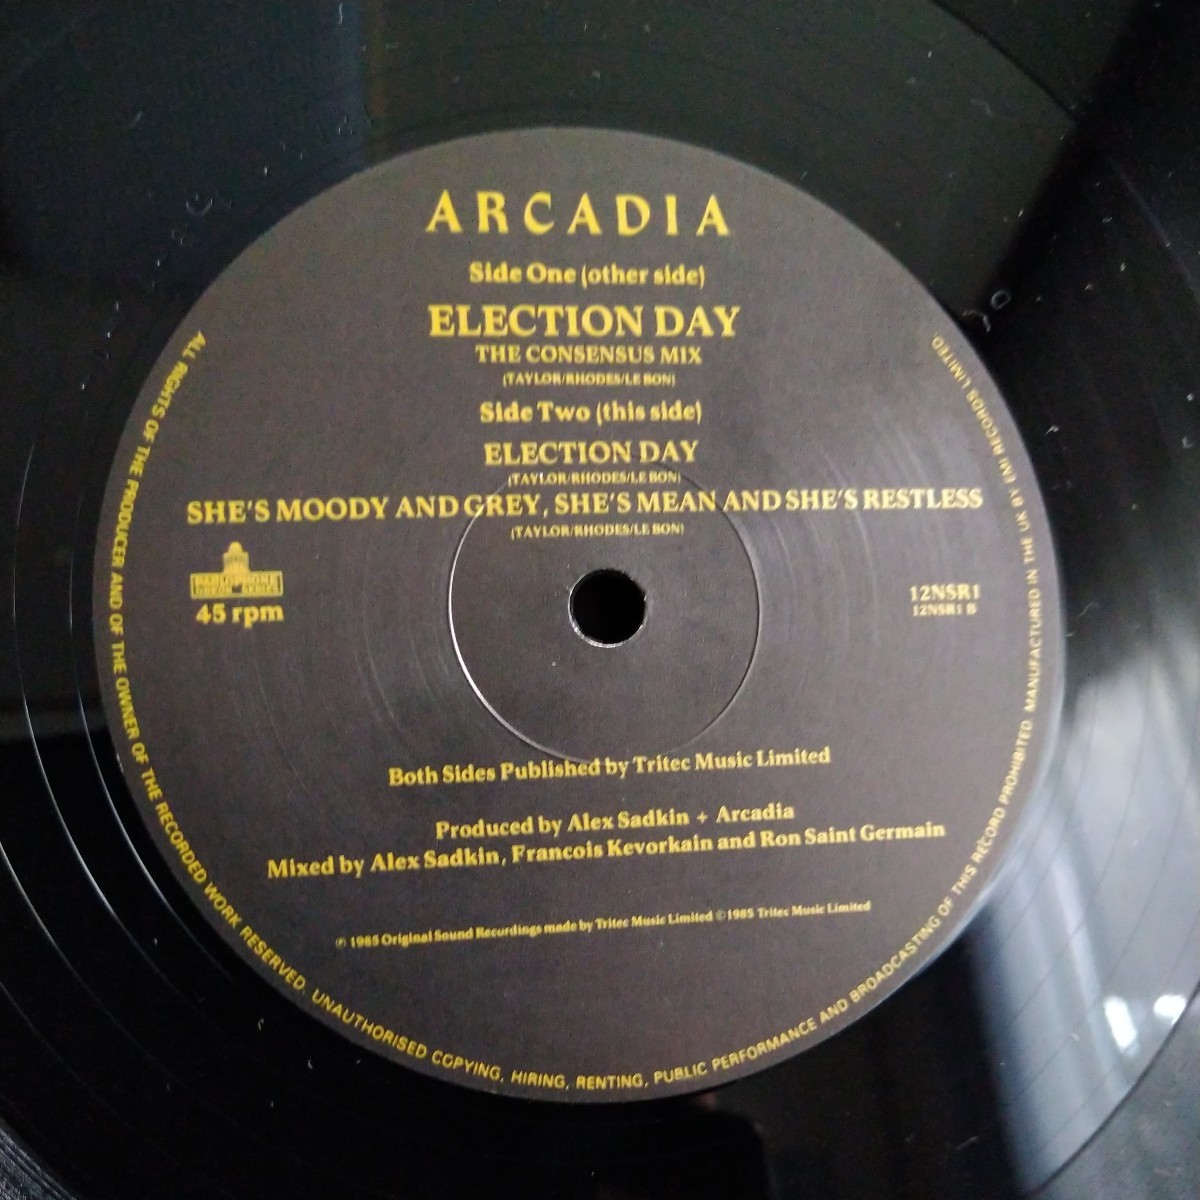 ARCADIA
Side One (other side)
ELECTION DAY
THE CONSENSUS MIX
(TAYLOR/RHODES/LE BON)
Side Two (this side)
ELECTION DAY
(TAYLOR/RHODES/LE BON)
SHE'S MOODY AND GREY, SHE'S MEAN AND SHE'S RESTLESS
(TAYLOR/RHODES/LE BON)
PARLOPHONE
ODEON SERIES
45 rpm
12NSR1
12NSR1 B
Both Sides Published by Tritec Music Limited
Produced by Alex Sadkin + Arcadia
Mixed by Alex Sadkin, Francois Kevorkain and Ron Saint Germain
℗ 1985 Original Sound Recordings made by Tritec Music Limited © 1985 Tritec Music Limited
ALL RIGHTS OF THE PRODUCER AND OF THE OWNER OF THE RECORDED WORK RESERVED. UNAUTHORISED COPYING, HIRING, RENTING, PUBLIC PERFORMANCE AND BROADCASTING OF THIS RECORD PROHIBITED. MANUFACTURED IN THE UK BY EMI RECORDS LIMITED.